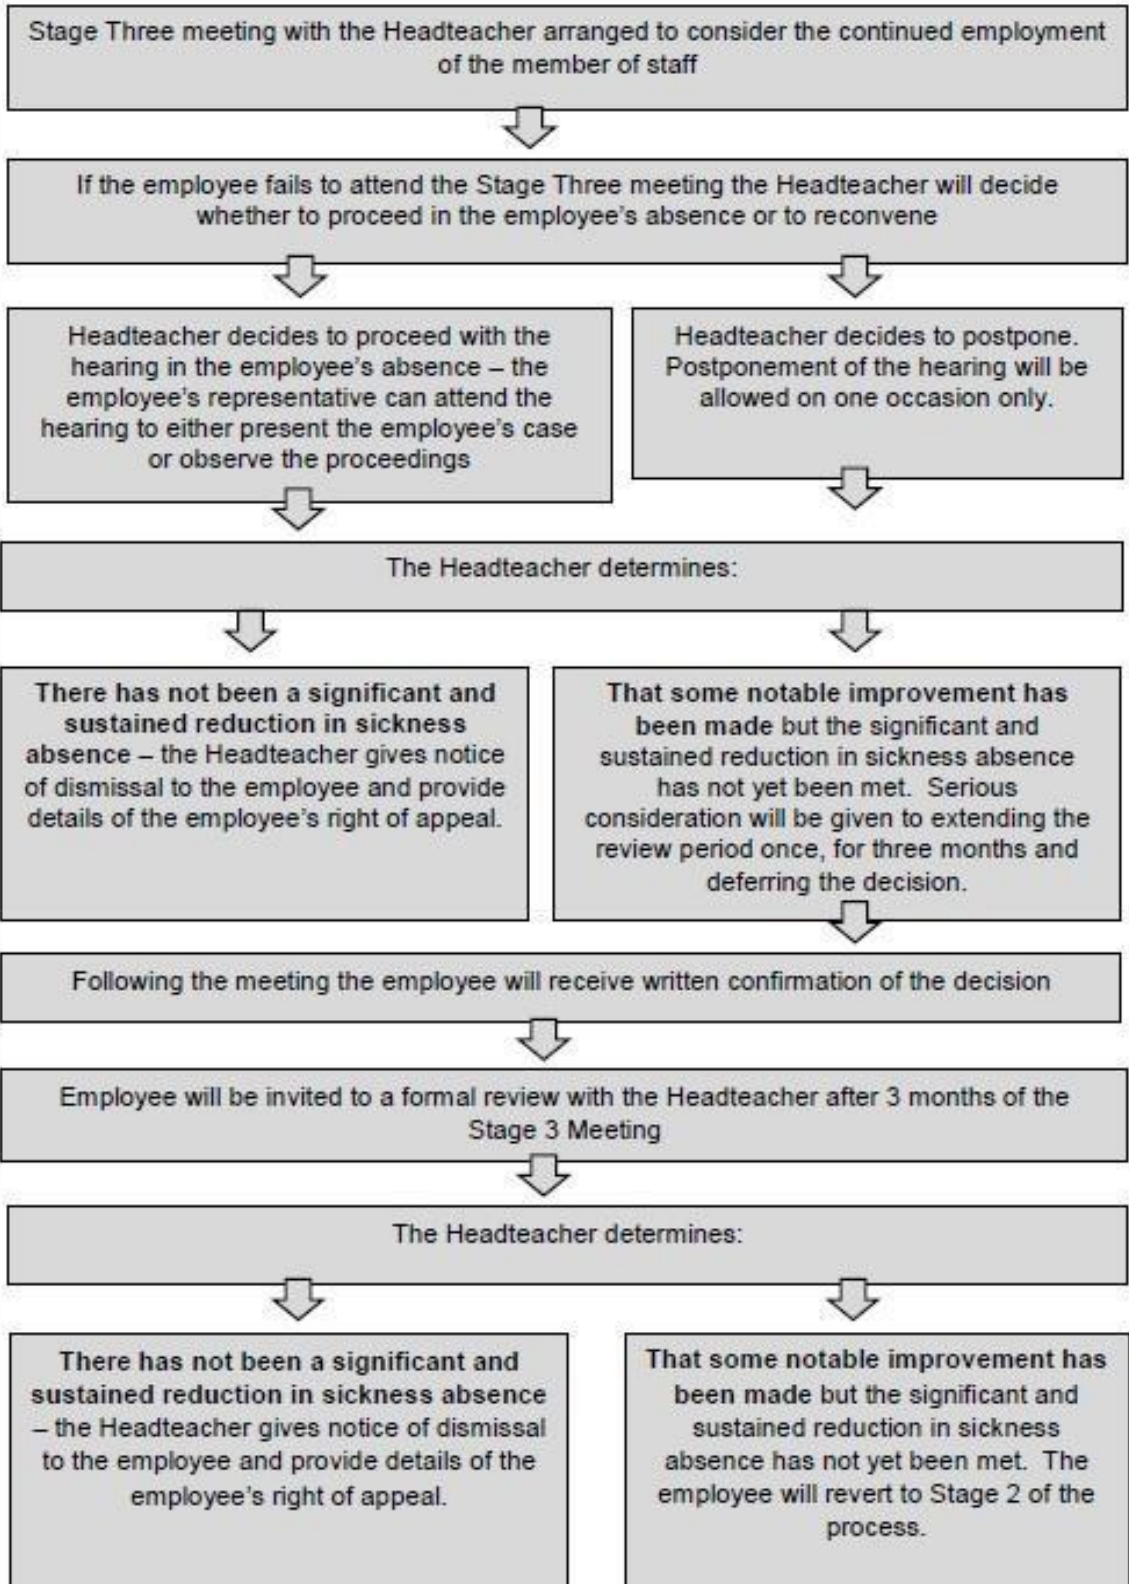 Stage Three meeting with the Headteacher arranged to consider the continued employment
of the member of staff
If the employee fails to attend the Stage Three meeting the Headteacher will decide
whether to proceed in the employee's absence or to reconvene
Headteacher decides to proceed with the
hearing in the employee's absence – the
employee's representative can attend the
hearing to either present the employee's case
or observe the proceedings
Headteacher decides to postpone.
Postponement of the hearing will be
allowed on one occasion only.
The Headteacher determines:
There has not been a significant and
sustained reduction in sickness
absence – the Headteacher gives notice
of dismissal to the employee and provide
details of the employee's right of appeal.
That some notable improvement has
been made but the significant and
sustained reduction in sickness absence
has not yet been met.  Serious
consideration will be given to extending the
review period once, for three months and
deferring the decision.
Following the meeting the employee will receive written confirmation of the decision
Employee will be invited to a formal review with the Headteacher after 3 months of the
Stage 3 Meeting
The Headteacher determines:
There has not been a significant and
sustained reduction in sickness absence
– the Headteacher gives notice of dismissal
to the employee and provide details of the
employee's right of appeal.
That some notable improvement has
been made but the significant and
sustained reduction in sickness
absence has not yet been met.  The
employee will revert to Stage 2 of the
process.